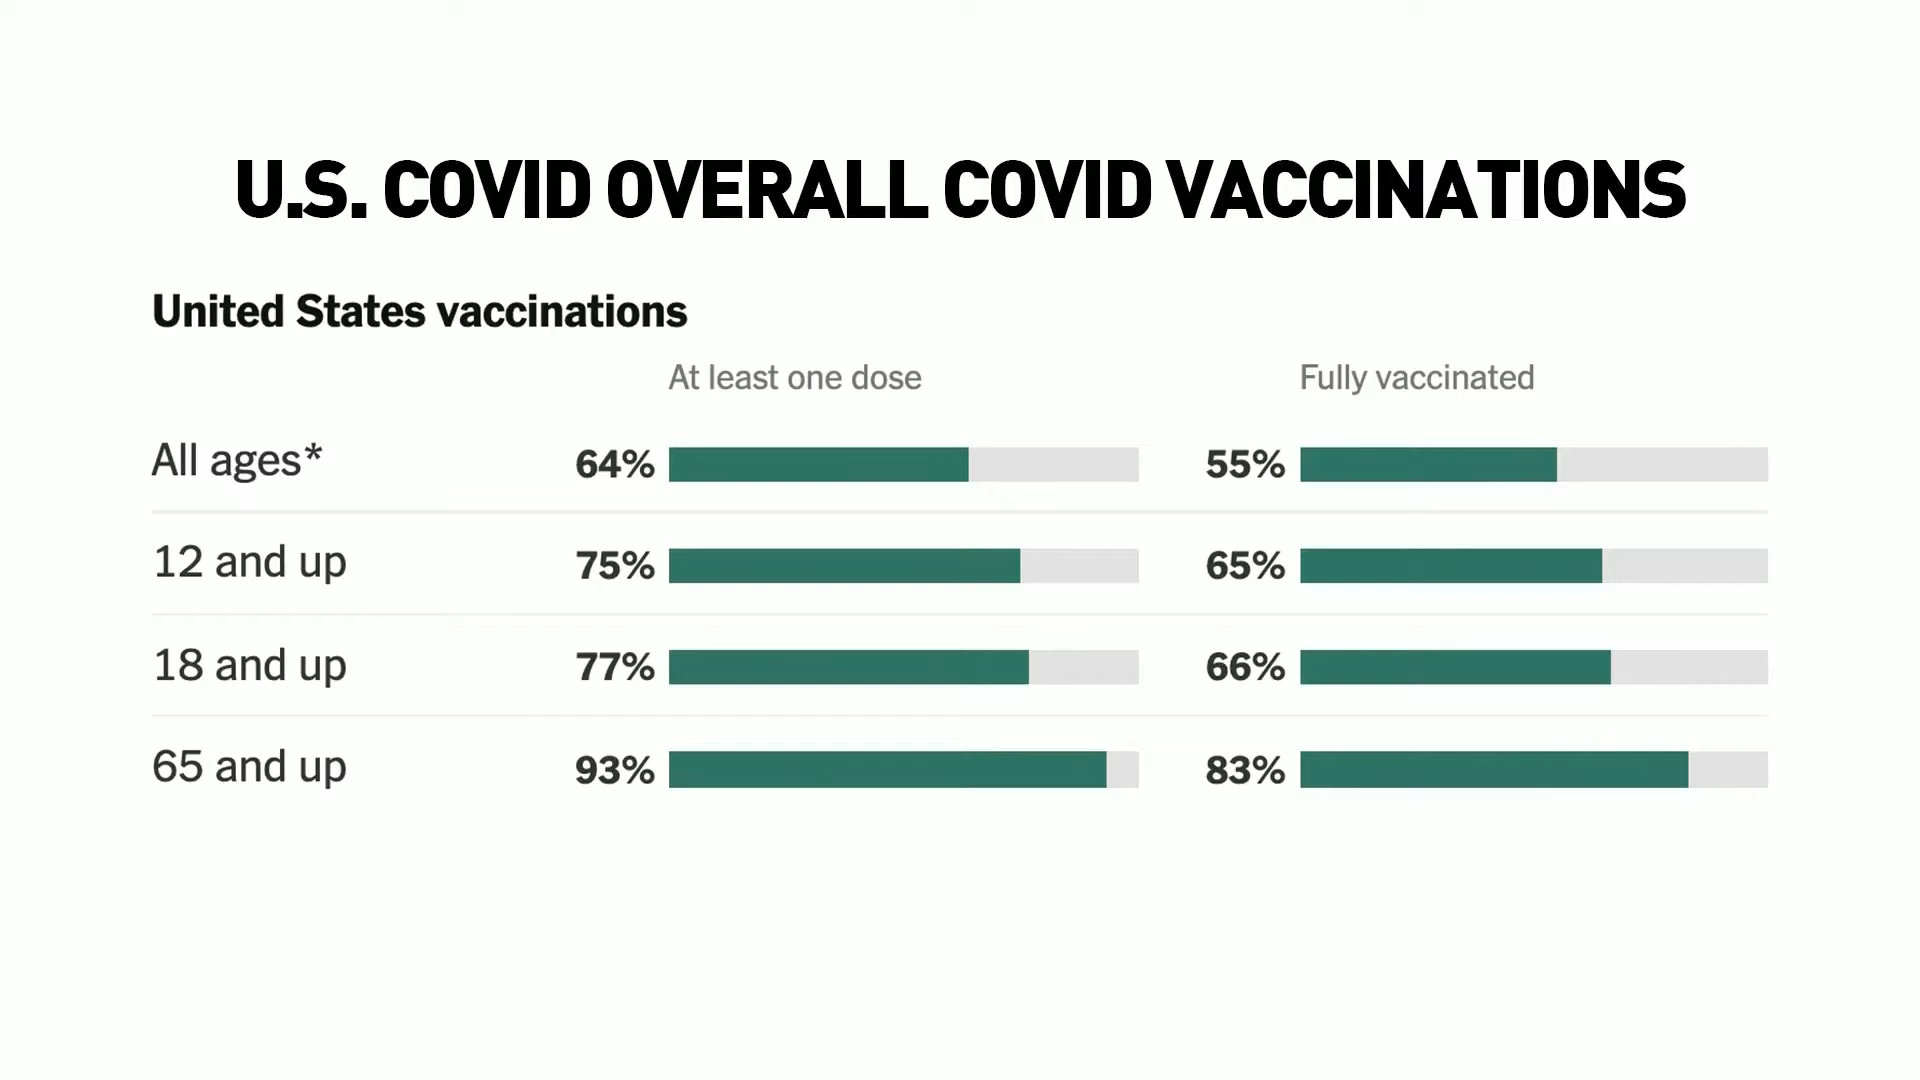 U.S. COVID OVERALL COVID VACCINATIONS
United States vaccinations
At least one dose Fully vaccinated
All ages* 64% 55%
12 and up 75% 65%
18 and up 77% 66%
65 and up 93% 83%